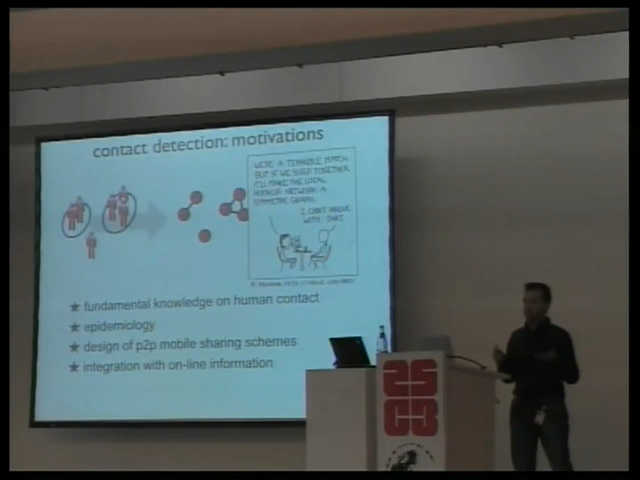 contact detection: motivations
WE'RE A TERRIBLE MATCH.
BUT IF WE SLEEP TOGETHER,
IT'LL MAKE THE LOCAL
HOOKUP NETWORK A
SYMMETRIC GRAPH.
I CAN'T ARGUE
WITH THAT.
★ fundamental knowledge on human contact
★ epidemiology
★ design of p2p mobile sharing schemes
★ integration with on-line information
25
C3